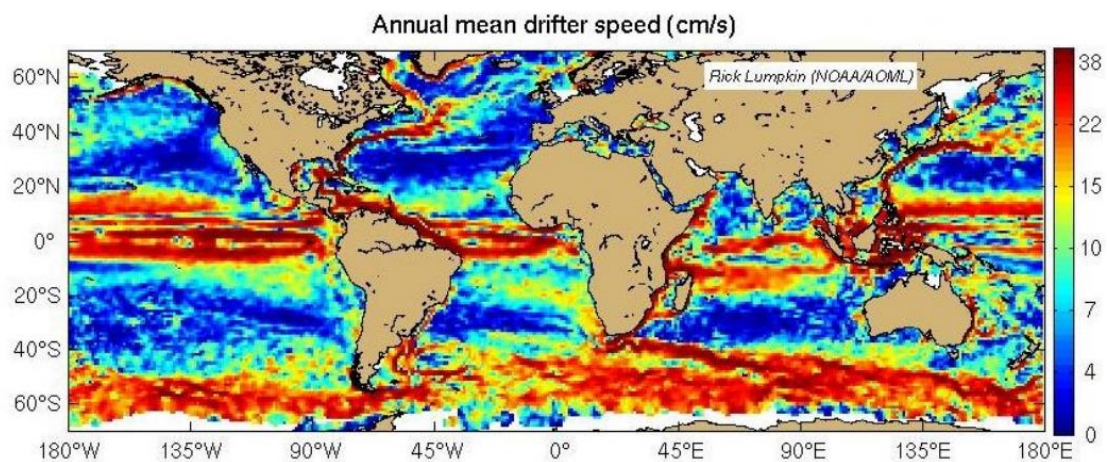 Annual mean drifter speed (cm/s)
Rick Lumpkin (NOAA/AOML)
60°N
40°N
20°N
0°
20°S
40°S
60°S
180°W 135°W 90°W 45°W 0° 45°E 90°E 135°E 180°E
38
22
15
10
7
4
0